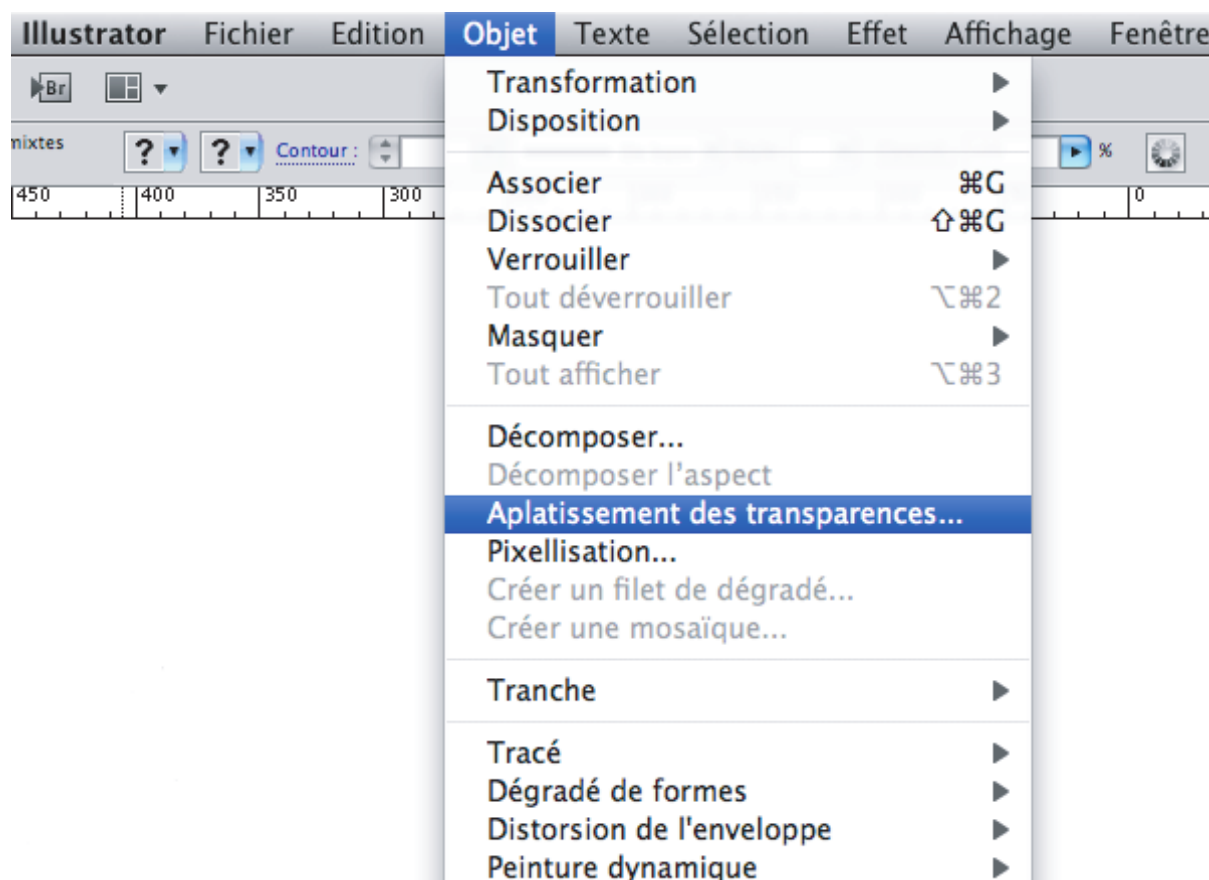 Illustrator Fichier Edition Objet Texte Sélection Effet Affichage Fenêtre
Br
mixtes ? ? Contour : %
450 400 350 300 0
Transformation
Disposition
Associer ⌘G
Dissocier ⇧⌘G
Verrouiller
Tout déverrouiller ⌥⌘2
Masquer
Tout afficher ⌥⌘3
Décomposer...
Décomposer l'aspect
Aplatissement des transparences...
Pixellisation...
Créer un filet de dégradé...
Créer une mosaïque...
Tranche
Tracé
Dégradé de formes
Distorsion de l'enveloppe
Peinture dynamique